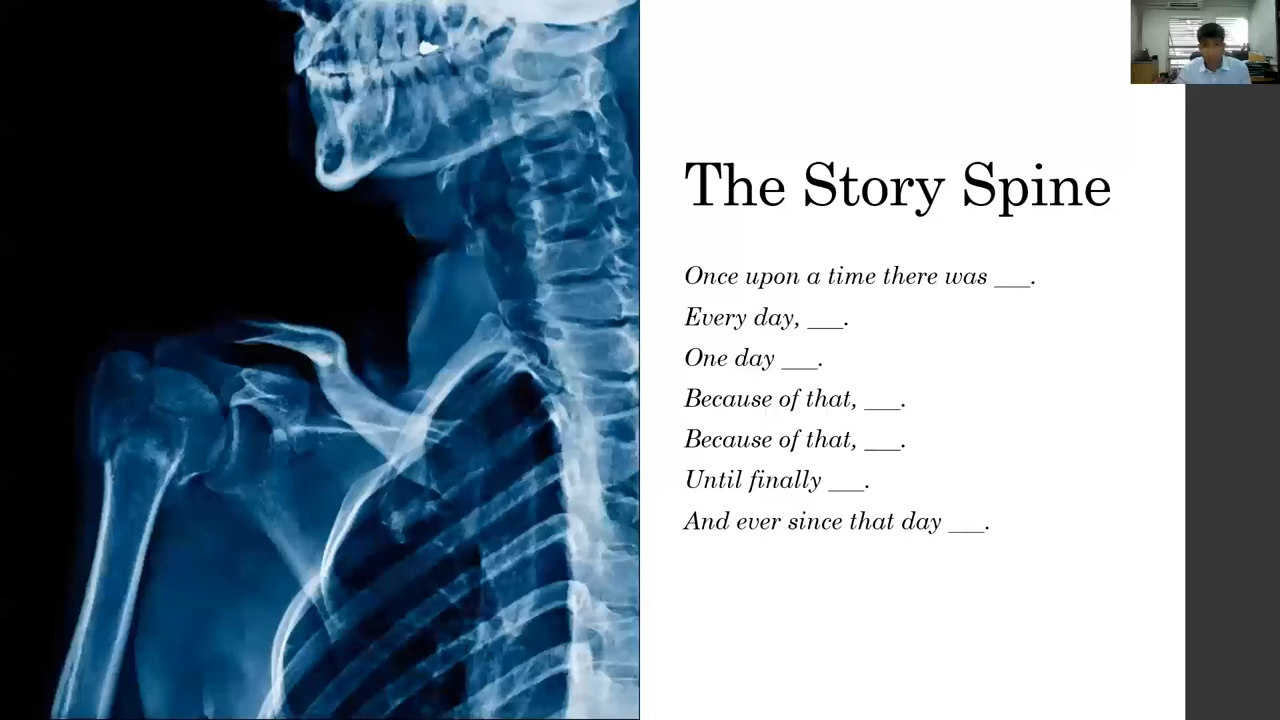 The Story Spine
Once upon a time there was ___.
Every day, ___.
One day ___.
Because of that, ___.
Because of that, ___.
Until finally ___.
And ever since that day ___.